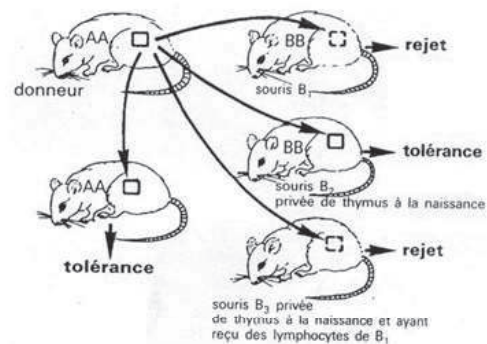 AA
donneur
BB
souris B₁
rejet
BB
souris B₂
privée de thymus à la naissance
tolérance
AA
tolérance
rejet
souris B₃ privée
de thymus à la naissance et ayant
reçu des lymphocytes de B₁